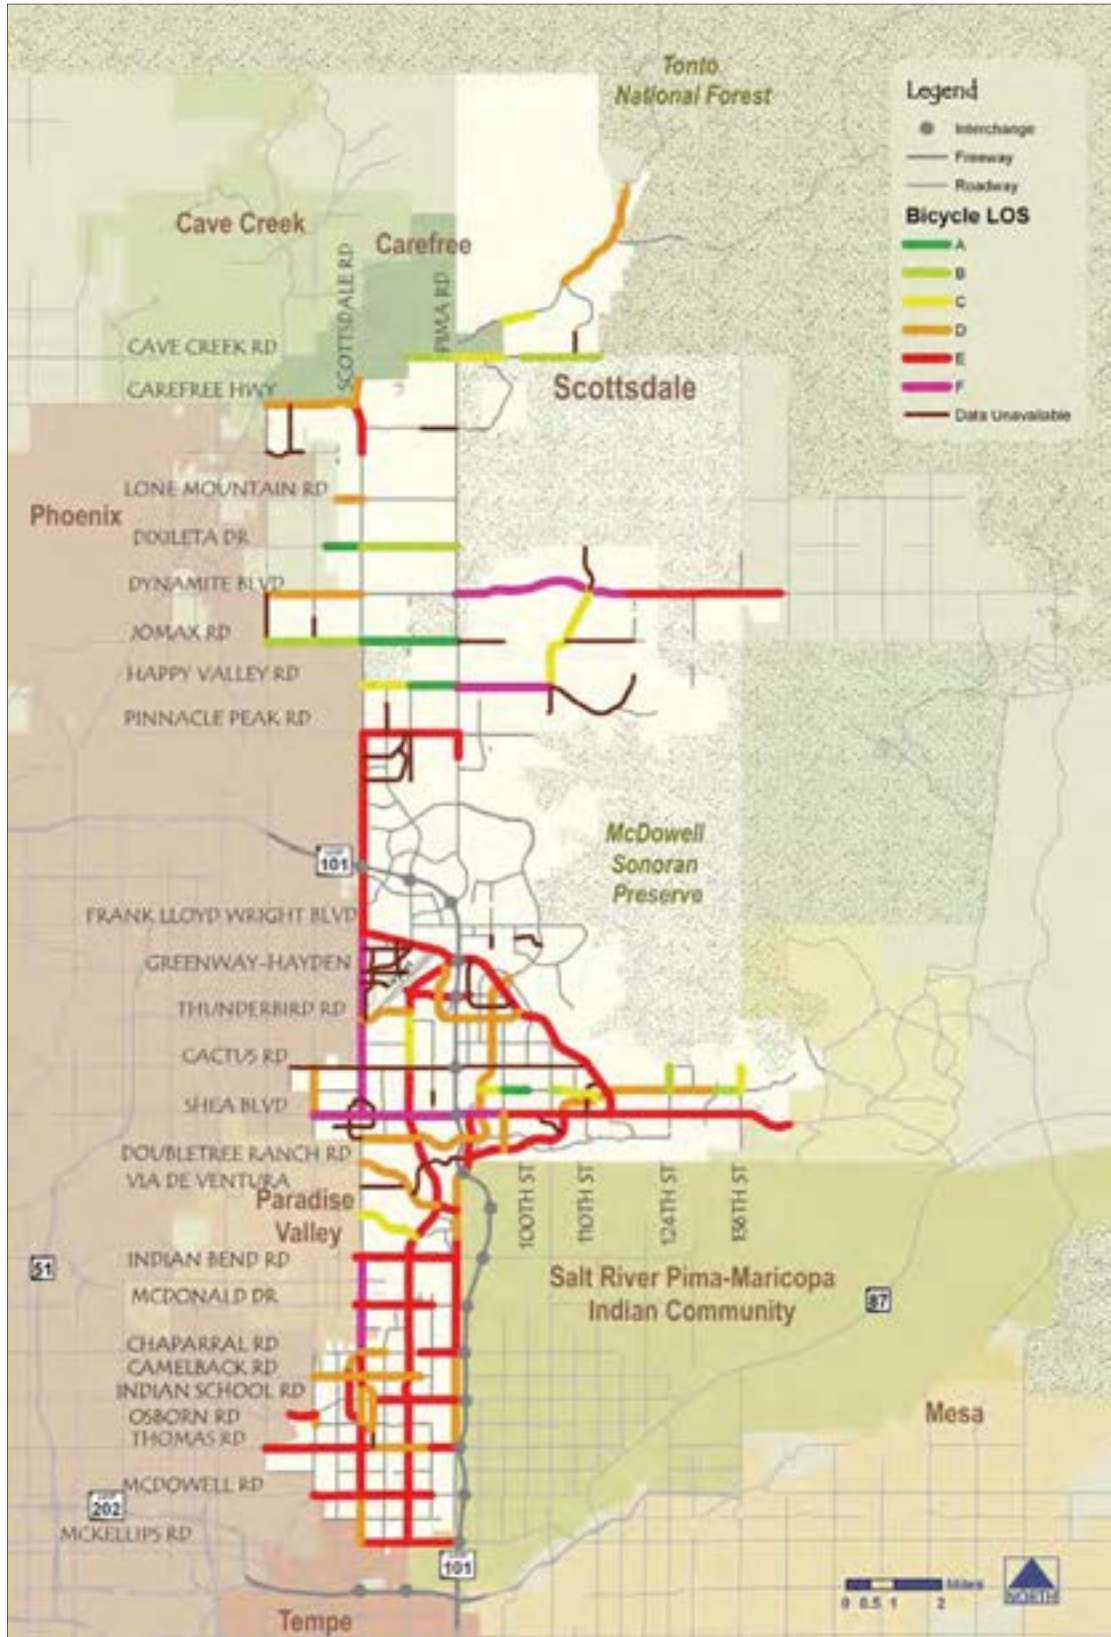 Tonto
National Forest
Legend
Interchange
Freeway
Roadway
Bicycle LOS
A
B
C
D
E
F
Data Unavailable
Cave Creek
Carefree
SCOTTSDALE RD
PIMA RD
CAVE CREEK RD
CAREFREE HWY
Scottsdale
LONE MOUNTAIN RD
Phoenix
DIXILETA DR
DYNAMITE BLVD
JOMAX RD
HAPPY VALLEY RD
PINNACLE PEAK RD
McDowell
Sonoran
Preserve
101
FRANK LLOYD WRIGHT BLVD
GREENWAY-HAYDEN
THUNDERBIRD RD
CACTUS RD
SHEA BLVD
DOUBLETREE RANCH RD
VIA DE VENTURA
Paradise
Valley
100TH ST
110TH ST
124TH ST
136TH ST
INDIAN BEND RD
51
Salt River Pima-Maricopa
Indian Community
87
MCDONALD DR
CHAPARRAL RD
CAMELBACK RD
INDIAN SCHOOL RD
OSBORN RD
THOMAS RD
Mesa
MCDOWELL RD
202
MCKELLIPS RD
101
Tempe
Miles
0 0.5 1 2
NORTH